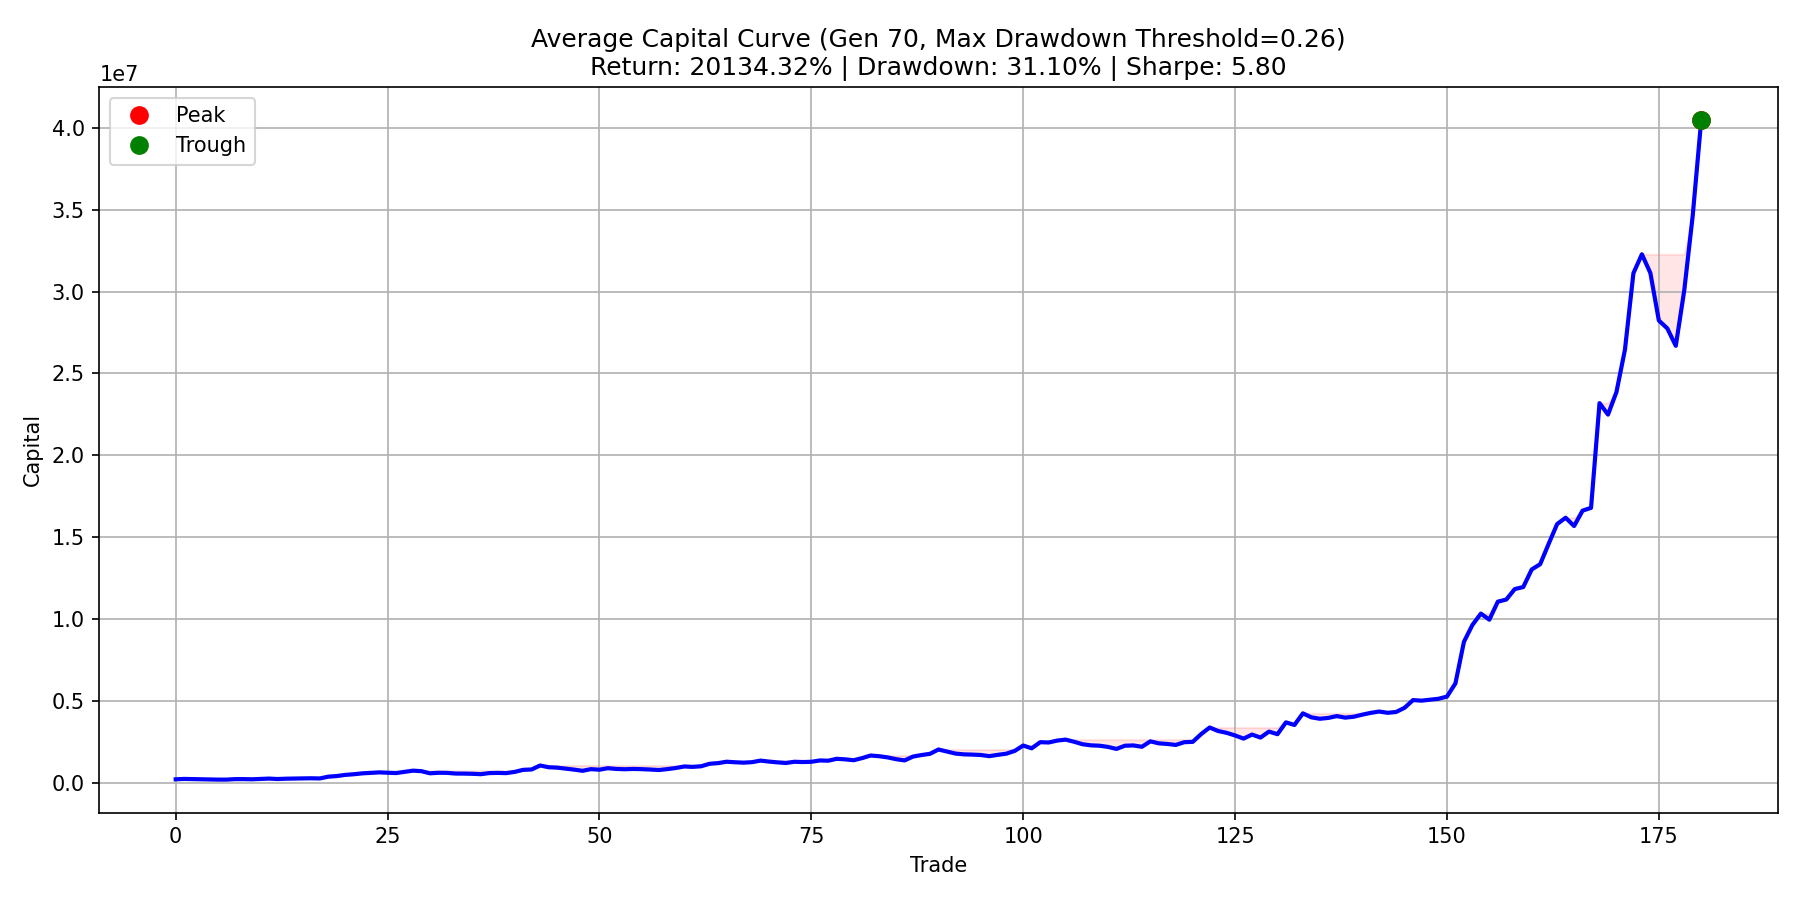 Average Capital Curve (Gen 70, Max Drawdown Threshold=0.26)
Return: 20134.32% | Drawdown: 31.10% | Sharpe: 5.80
1e7
Peak
Trough
4.0
3.5
3.0
2.5
2.0
1.5
1.0
0.5
0.0
Capital
0 25 50 75 100 125 150 175
Trade